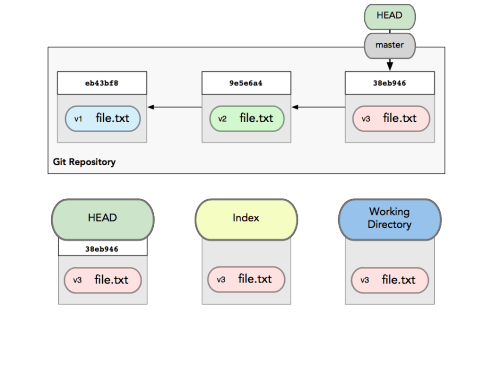 HEAD
master
eb43bf8
9e5e6a4
38eb946
v1 file.txt
v2 file.txt
v3 file.txt
Git Repository
HEAD
Index
Working
Directory
38eb946
v3 file.txt
v3 file.txt
v3 file.txt